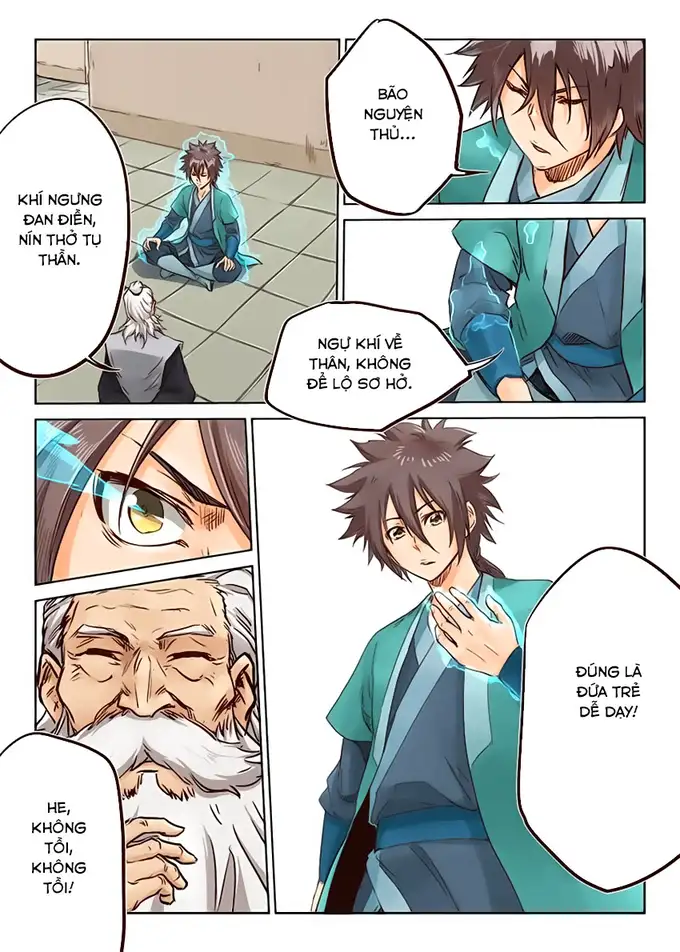 KHÍ NGƯNG
ĐAN ĐIỀN,
NÍN THỞ TỤ
THẦN.
BÃO
NGUYỆN
THỦ...
NGỰ KHÍ VỀ
THÂN, KHÔNG
ĐỂ LỘ SƠ HỞ.
HE,
KHÔNG
TỒI,
KHÔNG
TỒI!
ĐÚNG LÀ
ĐỨA TRẺ
DỄ DẠY!